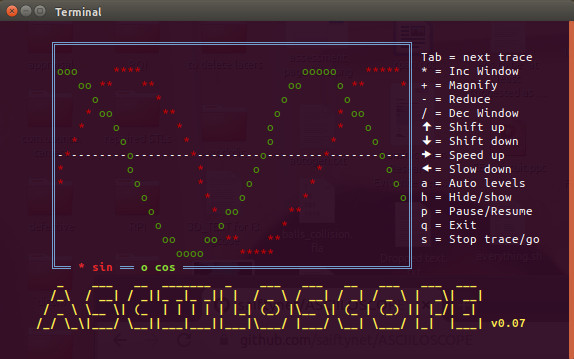 Terminal
Tab = next trace
* = Inc Window
+ = Magnify
- = Reduce
/ = Dec Window
🡅 = Shift up
🡇 = Shift down
🡆 = Speed up
🡄 = Slow down
a = Auto levels
h = Hide/show
p = Pause/Resume
q = Exit
s = Stop trace/go
* sin o cos
ASCIILOSCOPE v0.07